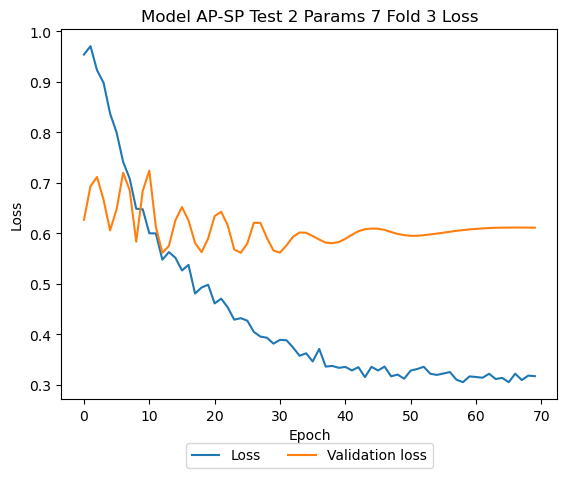 Model AP-SP Test 2 Params 7 Fold 3 Loss
1.0
0.9
0.8
0.7
0.6
0.5
0.4
0.3
Loss
0 10 20 30 40 50 60 70
Epoch
Loss Validation loss